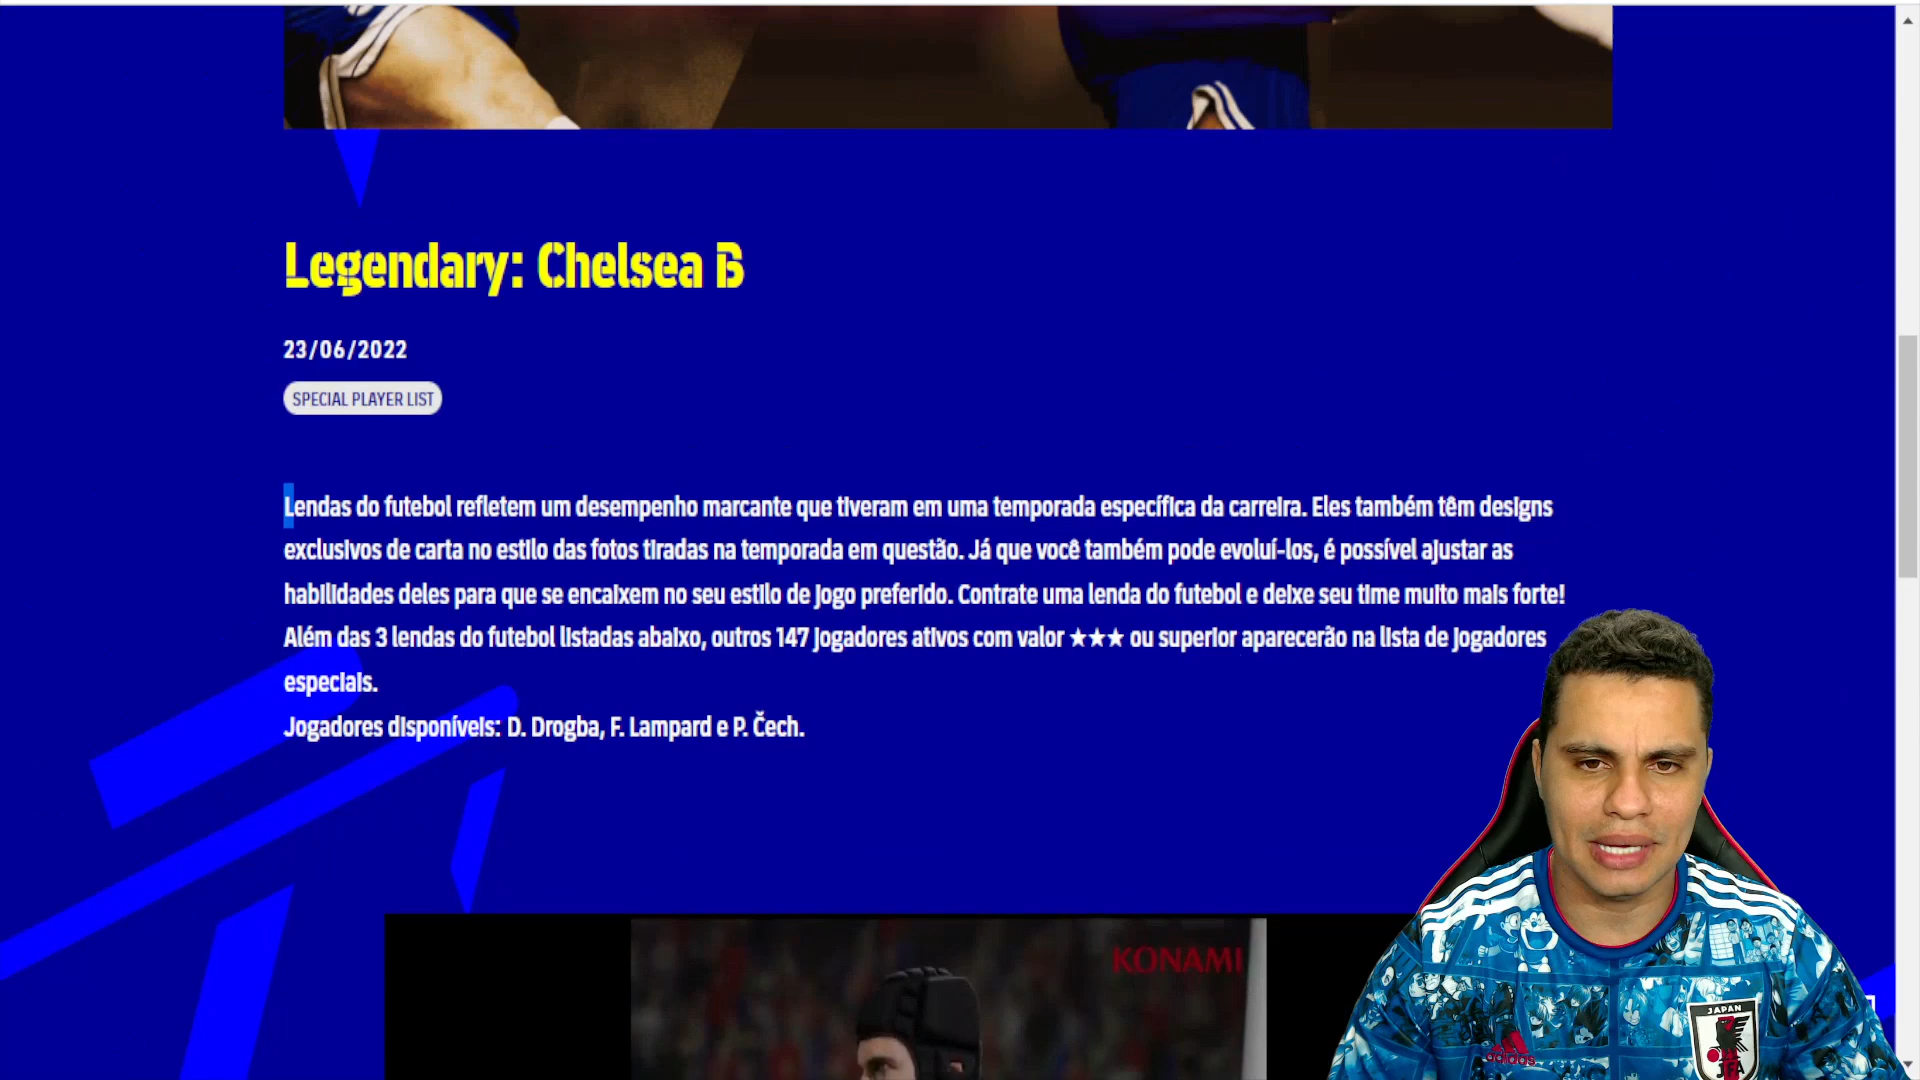 Legendary: Chelsea B
23/06/2022
SPECIAL PLAYER LIST
Lendas do futebol refletem um desempenho marcante que tiveram em uma temporada específica da carreira. Eles também têm designs
exclusivos de carta no estilo das fotos tiradas na temporada em questão. Já que você também pode evoluí-los, é possível ajustar as
habilidades deles para que se encaixem no seu estilo de jogo preferido. Contrate uma lenda do futebol e deixe seu time muito mais forte!
Além das 3 lendas do futebol listadas abaixo, outros 147 jogadores ativos com valor ★★★ ou superior aparecerão na lista de jogadores
especiais.
Jogadores disponíveis: D. Drogba, F. Lampard e P. Čech.
KONAMI
JAPAN
adidas
JFA